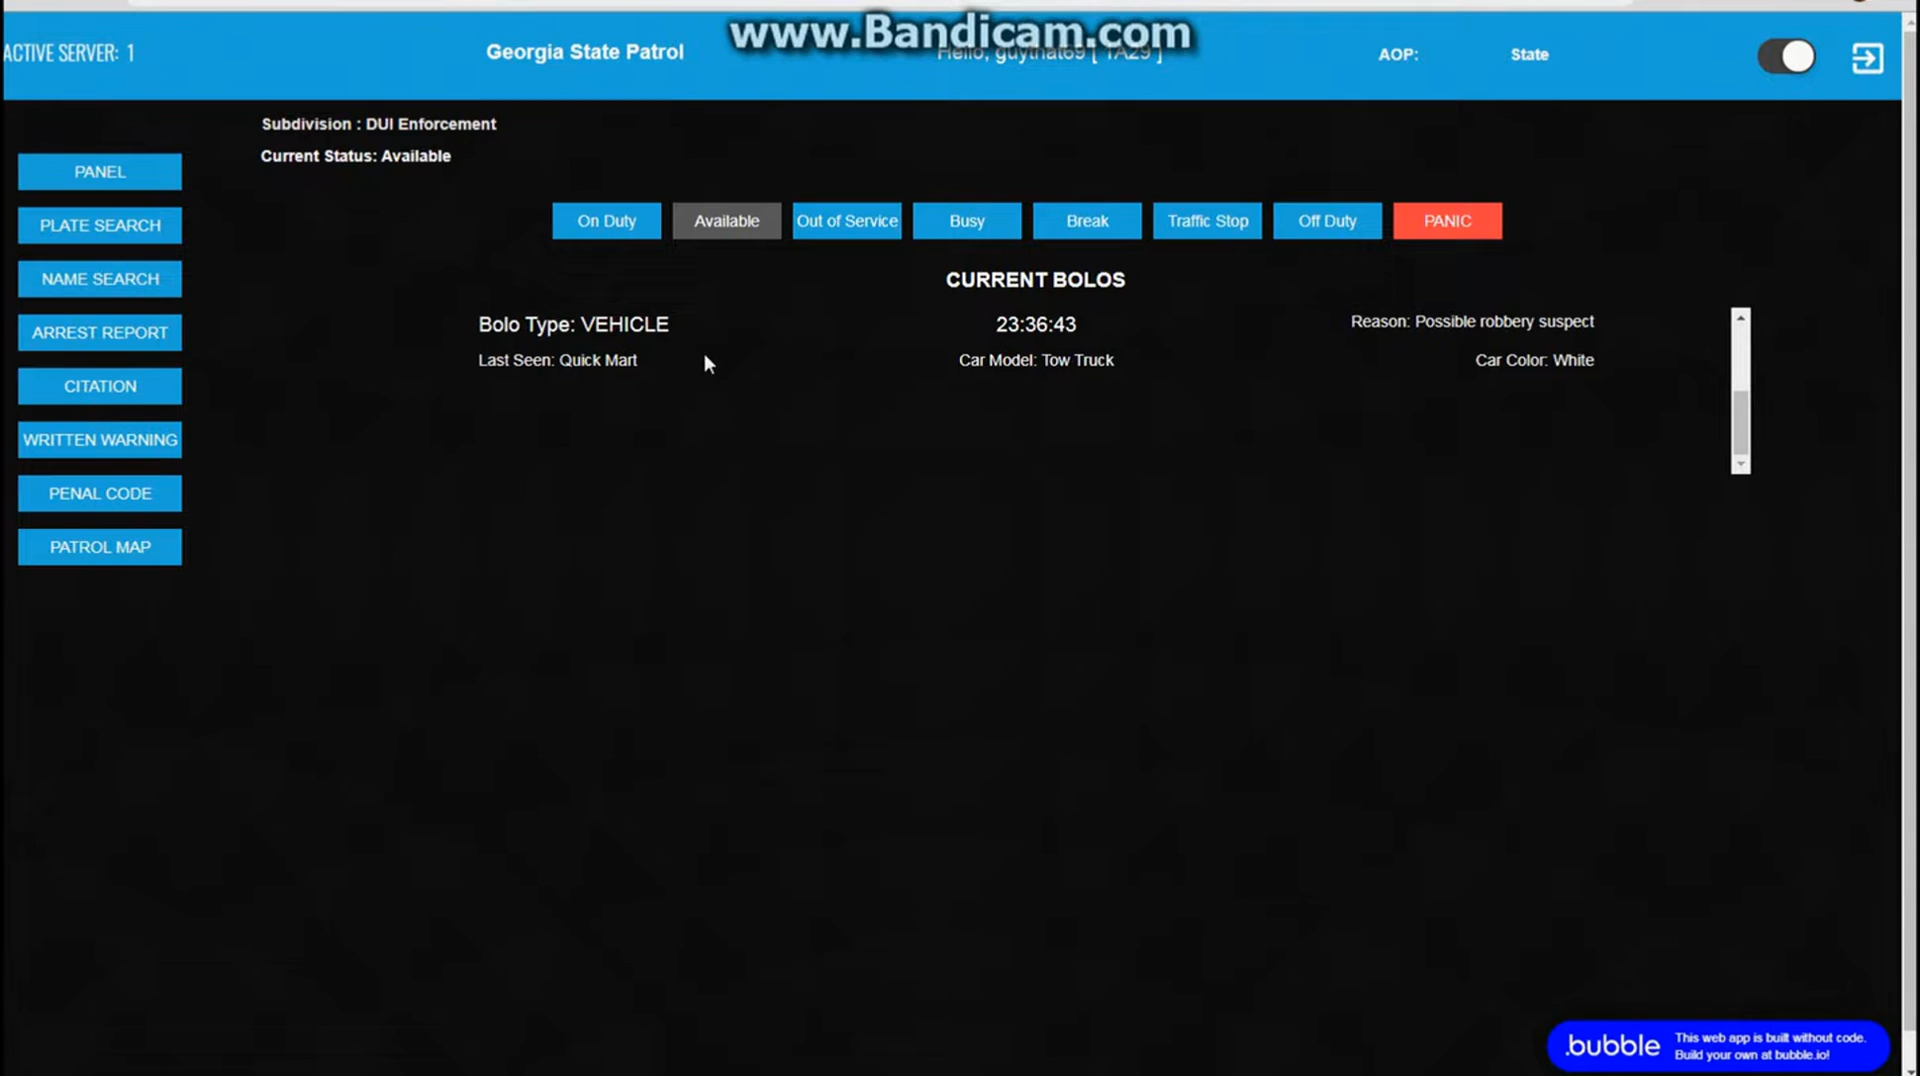 www.Bandicam.com
ACTIVE SERVER: 1
Georgia State Patrol
Hello, guythat69 [ 1A29 ]
AOP:
State
Subdivision : DUI Enforcement
Current Status: Available
PANEL
PLATE SEARCH
NAME SEARCH
ARREST REPORT
CITATION
WRITTEN WARNING
PENAL CODE
PATROL MAP
On Duty
Available
Out of Service
Busy
Break
Traffic Stop
Off Duty
PANIC
CURRENT BOLOS
Bolo Type: VEHICLE
23:36:43
Reason: Possible robbery suspect
Last Seen: Quick Mart
Car Model: Tow Truck
Car Color: White
.bubble
This web app is built without code.
Build your own at bubble.io!